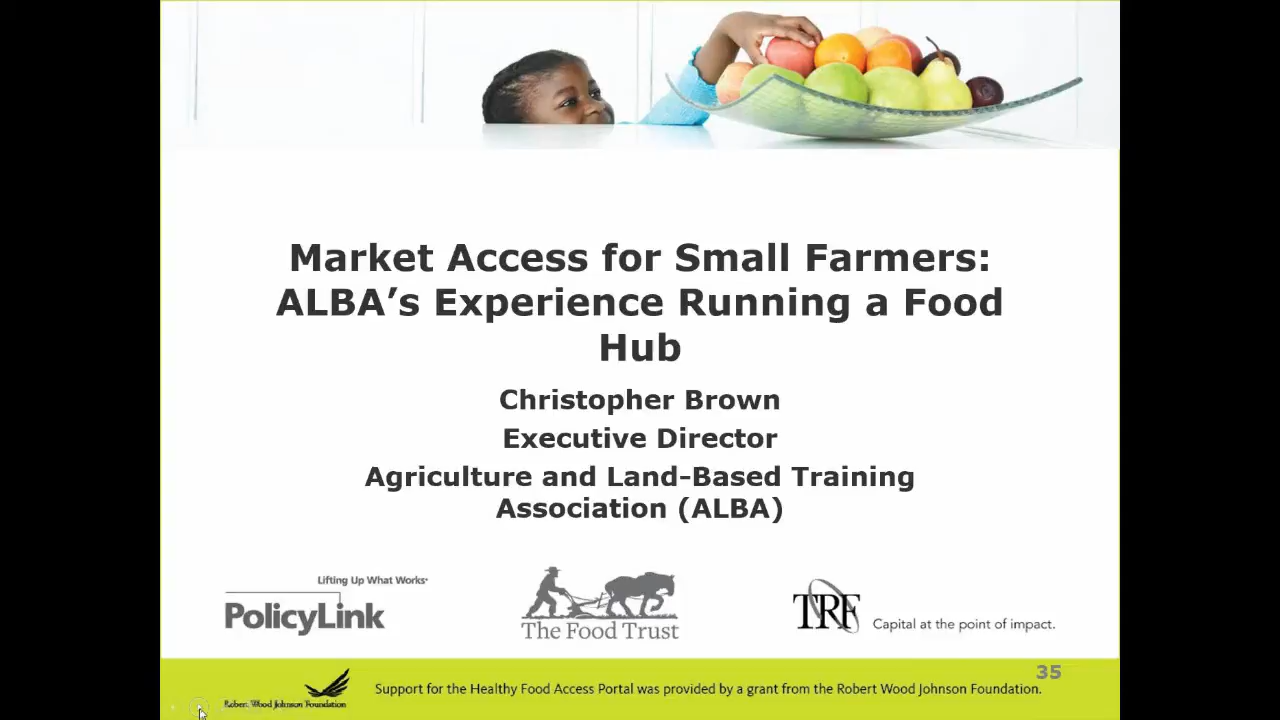 Market Access for Small Farmers:
ALBA’s Experience Running a Food
Hub
Christopher Brown
Executive Director
Agriculture and Land-Based Training
Association (ALBA)
Lifting Up What Works®
PolicyLink
The Food Trust
TRF Capital at the point of impact.
35
Robert Wood Johnson Foundation
Support for the Healthy Food Access Portal was provided by a grant from the Robert Wood Johnson Foundation.